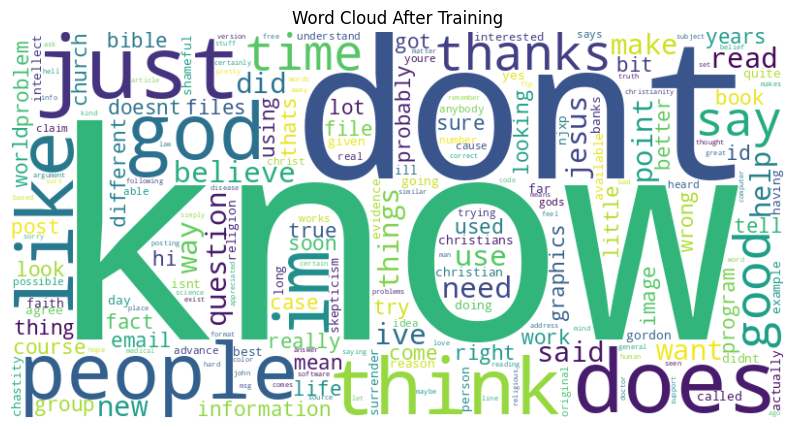 Word Cloud After Training
just
dont
know
like
god
people
think
does
good
say
time
thanks
im
bible
church
intellect
problem
world
shameful
did
doesnt
files
thats
using
believe
different
able
way
question
religion
hi
post
look
possible
faith
agree
thing
course
chastity
group
new
email
fact
day
place
science
exist
isnt
simply
disease
christ
claim
kind
argument
based
sorry
law
following
posting
medical
hope
advance
hard
color
format
john
msg
best
comes
information
appreciated
case
long
soon
true
works
certain
skepticism
really
mean
life
software
source
answer
problems
saying
lot
file
given
real
ill
going
evidence
things
try
ive
idea
come
reason
love
maybe
surrender
line
religious
person
reading
right
address
work
original
said
mind
gordon
general
human
seen
doctor
support
called
want
didnt
actually
ago
program
image
graphics
used
use
need
doing
trying
christians
christian
man
similar
cause
sure
anybody
remember
number
correct
probably
got
youre
bit
matter
understand
interested
yes
says
looking
njxp
jesus
banks
available
point
better
make
read
book
id
years
quite
help
having
tell
example
wrong
little
heard
far
gods
means
feel
code
bad
word
computer
great
thought
christianity
truth
set
belief
makes
subject
certainly
pretty
article
info
hell
ask
stuff
version
free
words
away
ftp
let